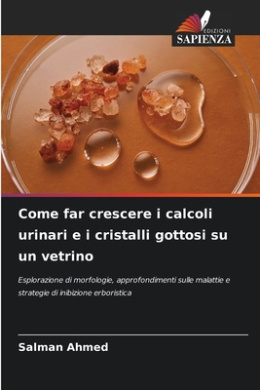 EDIZIONI
SAPIENZA
Come far crescere i calcoli
urinari e i cristalli gottosi su
un vetrino
Esplorazione di morfologie, approfondimenti sulle malattie e
strategie di inibizione erboristica
Salman Ahmed